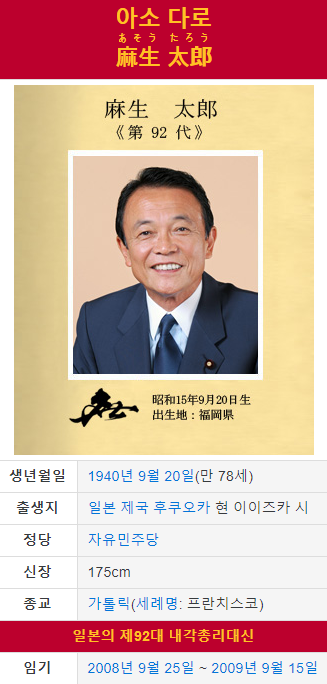 아소 다로
あそう たろう
麻生 太郎
麻生 太郎
《第 92 代》
昭和15年9月20日生
出生地：福岡県
생년월일 1940년 9월 20일(만 78세)
출생지 일본 제국 후쿠오카 현 이이즈카 시
정당 자유민주당
신장 175cm
종교 가톨릭(세례명: 프란치스코)
일본의 제92대 내각총리대신
임기 2008년 9월 25일 ~ 2009년 9월 15일